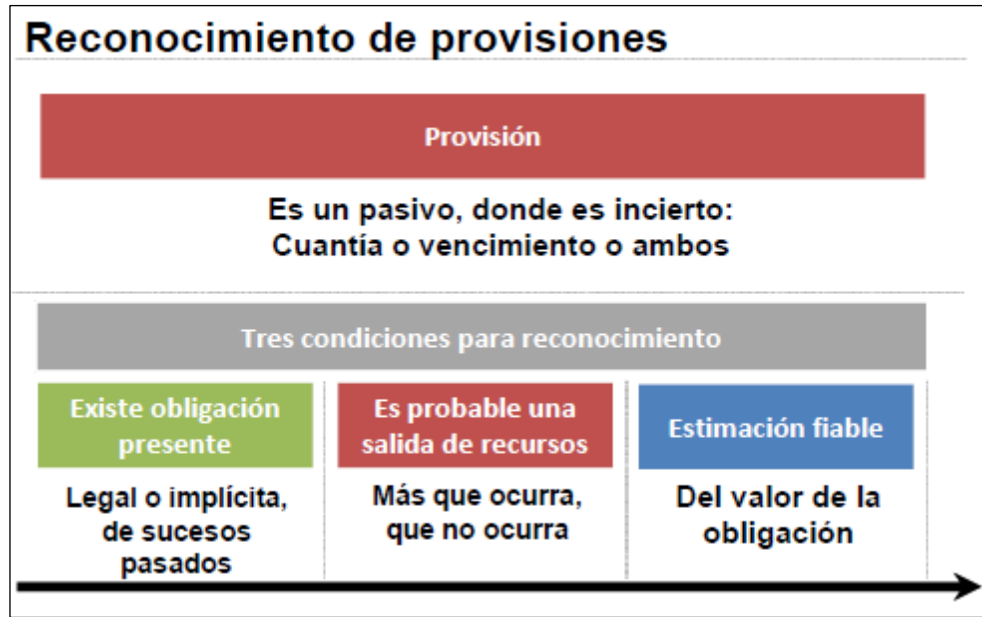 Reconocimiento de provisiones
Provisión
Es un pasivo, donde es incierto:
Cuantía o vencimiento o ambos
Tres condiciones para reconocimiento
Existe obligación
presente
Legal o implícita,
de sucesos
pasados
Es probable una
salida de recursos
Más que ocurra,
que no ocurra
Estimación fiable
Del valor de la
obligación